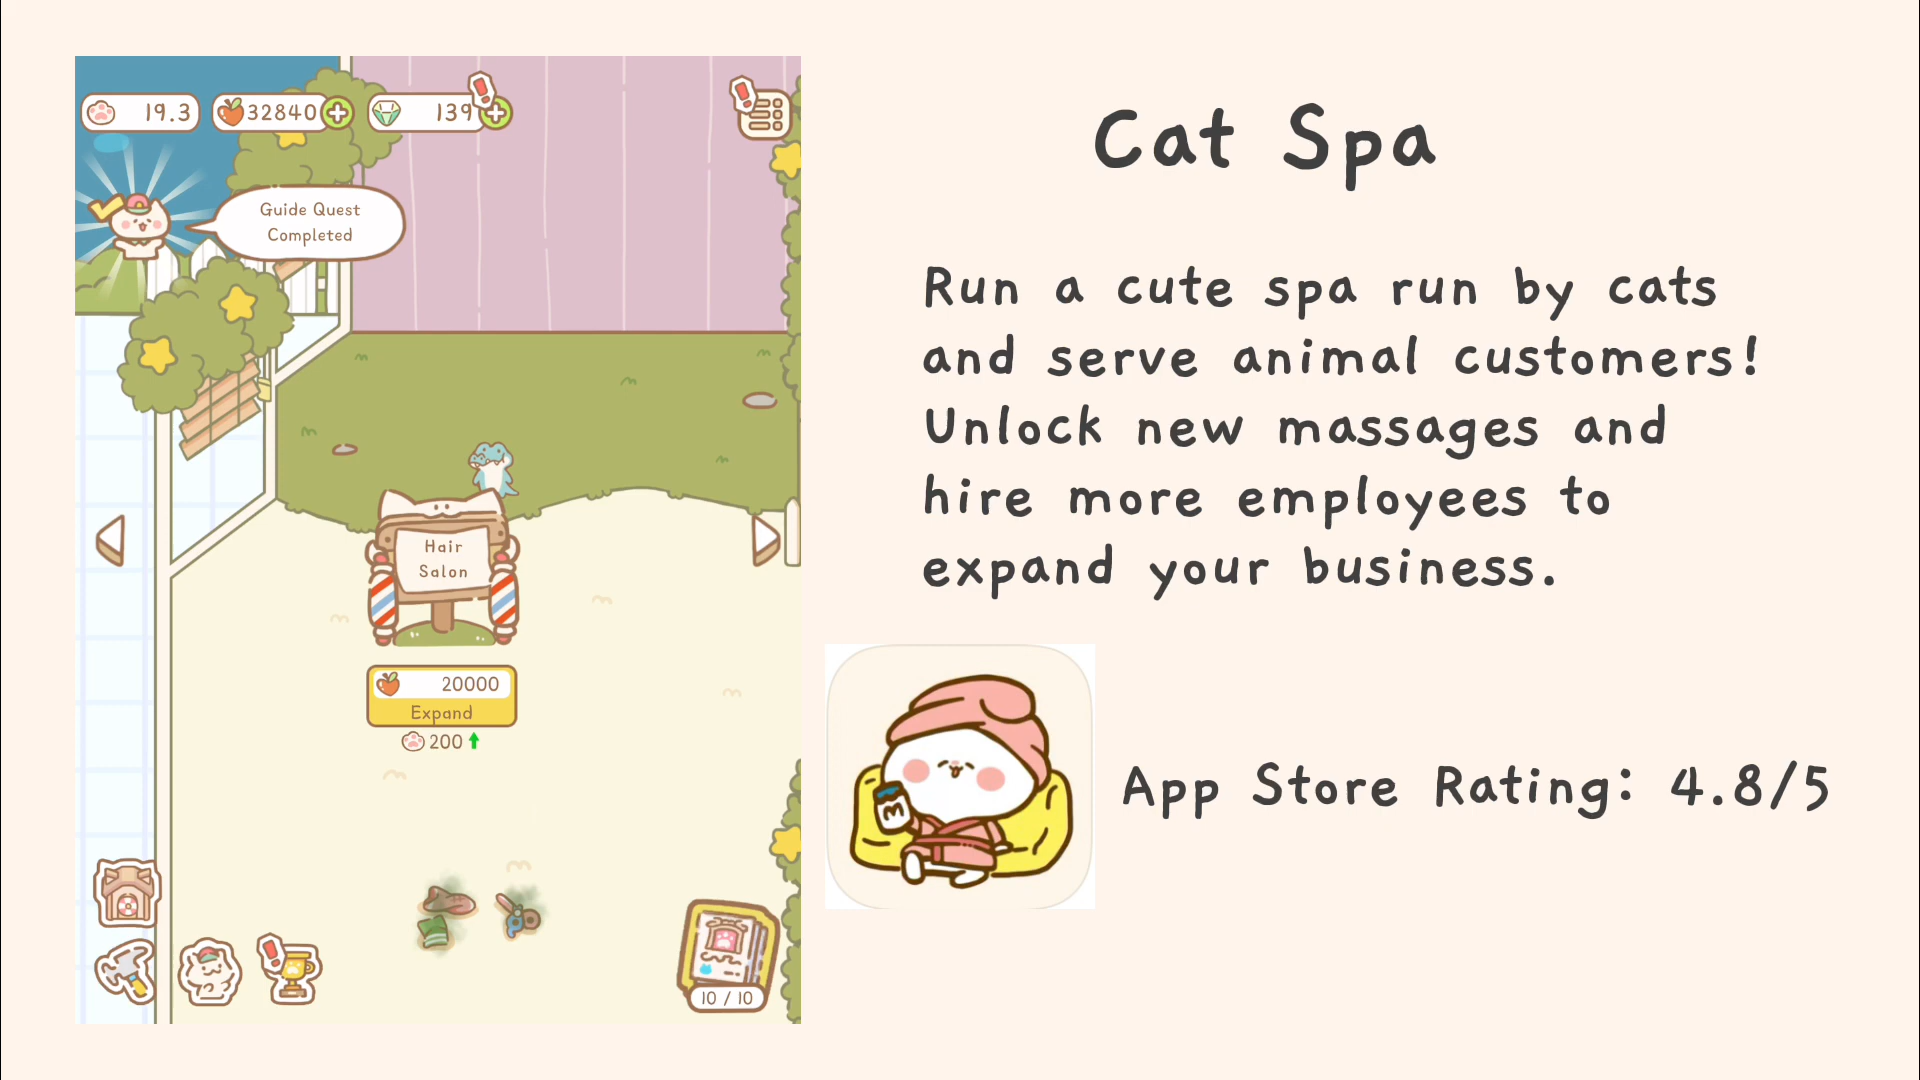 19.3
32840
139
Guide Quest
Completed
Hair
Salon
20000
Expand
200
10 / 10
Cat Spa
Run a cute spa run by cats
and serve animal customers!
Unlock new massages and
hire more employees to
expand your business.
M
App Store Rating: 4.8/5